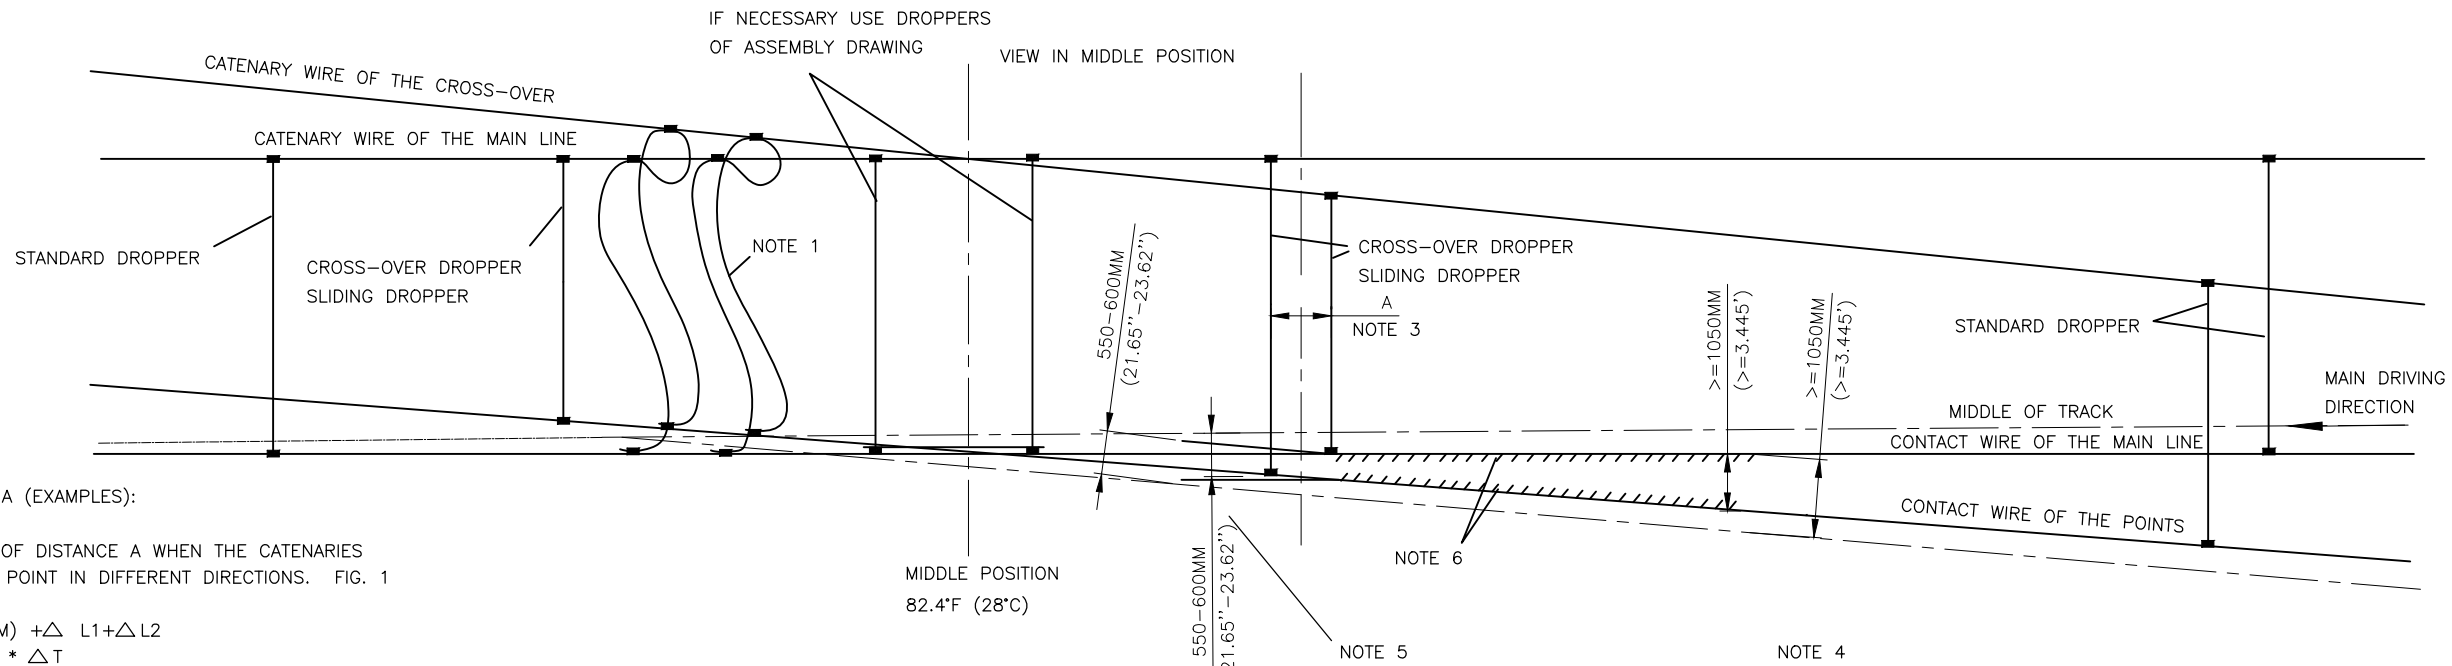 IF NECESSARY USE DROPPERS
OF ASSEMBLY DRAWING
VIEW IN MIDDLE POSITION
CATENARY WIRE OF THE CROSS-OVER
CATENARY WIRE OF THE MAIN LINE
STANDARD DROPPER
CROSS-OVER DROPPER
SLIDING DROPPER
NOTE 1
550-600MM
(21.65"-23.62")
CROSS-OVER DROPPER
SLIDING DROPPER
A
NOTE 3
>=1050MM
(>=3.445')
>=1050MM
(>=3.445')
STANDARD DROPPER
MAIN DRIVING
DIRECTION
MIDDLE OF TRACK
CONTACT WIRE OF THE MAIN LINE
CONTACT WIRE OF THE POINTS
A (EXAMPLES):
OF DISTANCE A WHEN THE CATENARIES
POINT IN DIFFERENT DIRECTIONS. FIG. 1
M) +△ L1+△ L2
* △T
MIDDLE POSITION
82.4°F (28°C)
550-600MM
21.65"-23.62")
NOTE 6
NOTE 5
NOTE 4